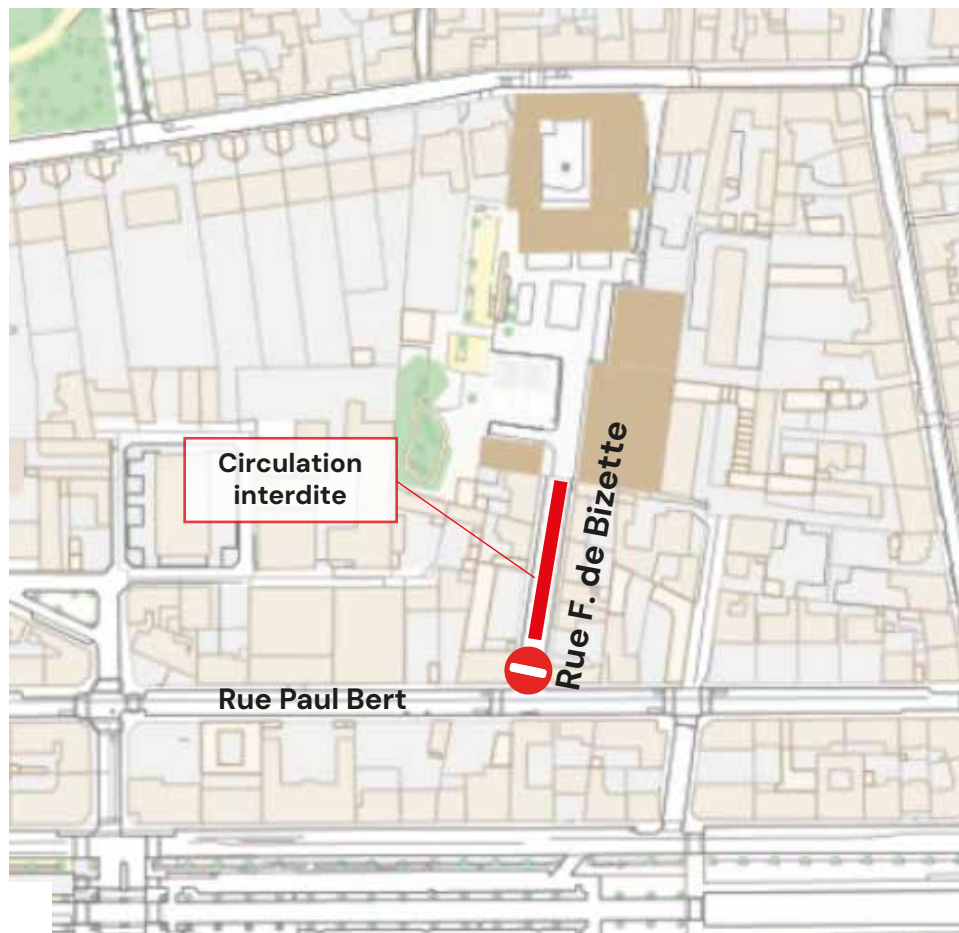 Circulation
interdite
Rue F. de Bizette
Rue Paul Bert